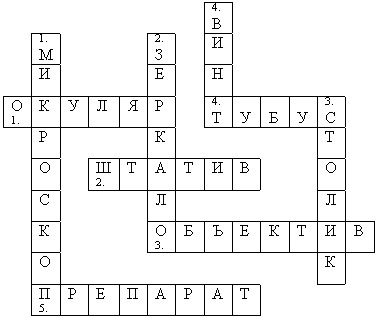 4. В
1. М 2. З И
И Е Н
О 1. К У Л Я Р 4. Т У Б У 3. С
Р К Т
О Ш 2. Т А Т И В О
С Л Л
К О 3. Б Ъ Е К Т И В
О К
П 5. Р Е П А Р А Т